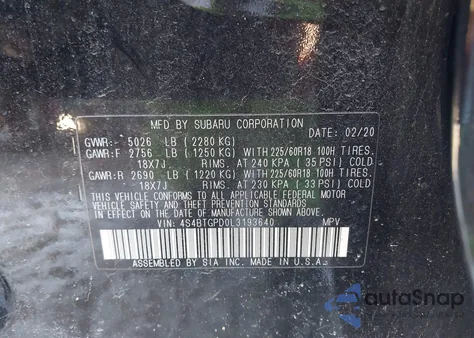 MFD BY SUBARU CORPORATION
DATE: 02/20
GVWR: 5026 LB (2280 KG)
GAWR:F 2756 LB (1250 KG) WITH 225/60R18 100H TIRES.
18X7J RIMS. AT 240 KPA (35 PSI) COLD
GAWR:R 2690 LB (1220 KG) WITH 225/60R18 100H TIRES.
18X7J RIMS. AT 230 KPA (33 PSI) COLD
THIS VEHICLE CONFORMS TO ALL APPLICABLE FEDERAL MOTOR
VEHICLE SAFETY AND THEFT PREVENTION STANDARDS IN EFFECT
ON THE DATE OF MANUFACTURE SHOWN ABOVE.
VIN: 4S4BTGPD0L3193640 MPV
ASSEMBLED BY SIA INC. MADE IN U.S.A.
autoSnap